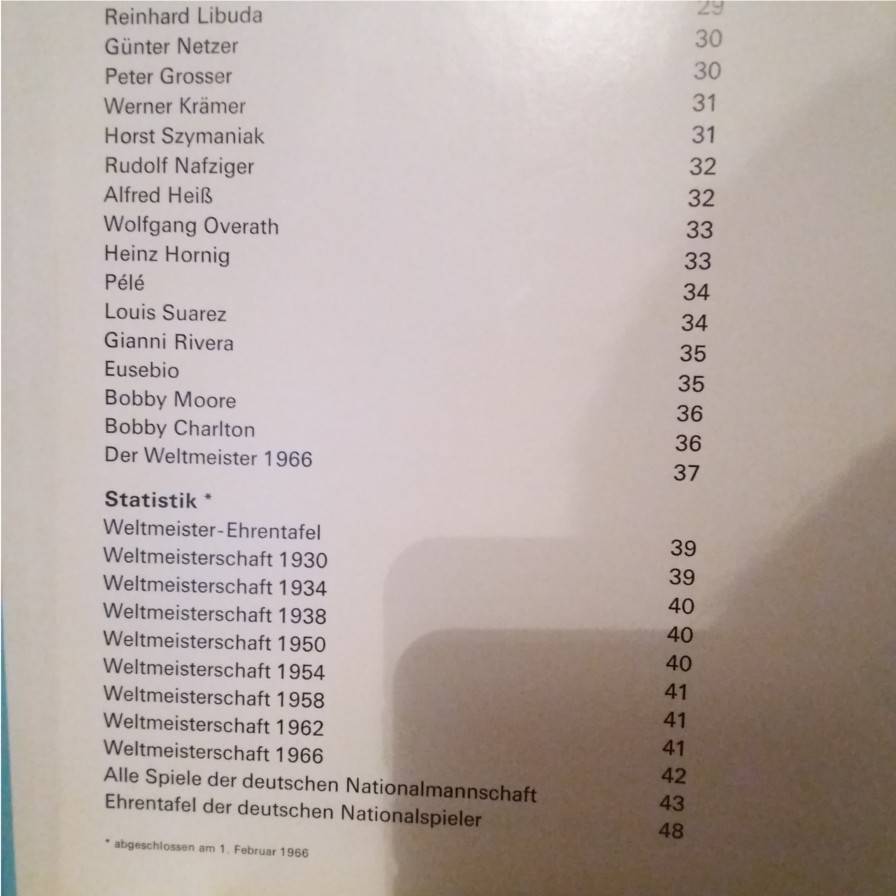 Reinhard Libuda 29
Günter Netzer 30
Peter Grosser 30
Werner Krämer 31
Horst Szymaniak 31
Rudolf Nafziger 32
Alfred Heiß 32
Wolfgang Overath 33
Heinz Hornig 33
Pélé 34
Louis Suarez 34
Gianni Rivera 35
Eusebio 35
Bobby Moore 36
Bobby Charlton 36
Der Weltmeister 1966 37
Statistik *
Weltmeister-Ehrentafel 39
Weltmeisterschaft 1930 39
Weltmeisterschaft 1934 40
Weltmeisterschaft 1938 40
Weltmeisterschaft 1950 40
Weltmeisterschaft 1954 41
Weltmeisterschaft 1958 41
Weltmeisterschaft 1962 41
Weltmeisterschaft 1966 42
Alle Spiele der deutschen Nationalmannschaft 43
Ehrentafel der deutschen Nationalspieler 48
* abgeschlossen am 1. Februar 1966